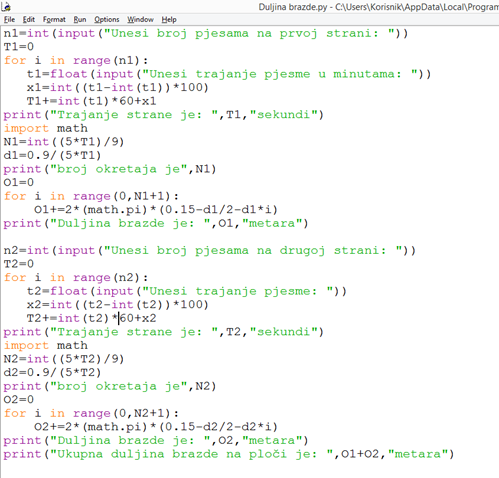 Duljina brazde.py - C:\Users\Korisnik\AppData\Local\Program
File Edit Format Run Options Window Help
n1=int(input("Unesi broj pjesama na prvoj strani: "))
T1=0
for i in range(n1):
    t1=float(input("Unesi trajanje pjesme u minutama: "))
    x1=int((t1-int(t1))*100)
    T1+=int(t1)*60+x1
print("Trajanje strane je: ",T1,"sekundi")
import math
N1=int((5*T1)/9)
d1=0.9/(5*T1)
print("broj okretaja je",N1)
O1=0
for i in range(0,N1+1):
    O1+=2*(math.pi)*(0.15-d1/2-d1*i)
print("Duljina brazde je: ",O1,"metara")
n2=int(input("Unesi broj pjesama na drugoj strani: "))
T2=0
for i in range(n2):
    t2=float(input("Unesi trajanje pjesme: "))
    x2=int((t2-int(t2))*100)
    T2+=int(t2)*60+x2
print("Trajanje strane je: ",T2,"sekundi")
import math
N2=int((5*T2)/9)
d2=0.9/(5*T2)
print("broj okretaja je",N2)
O2=0
for i in range(0,N2+1):
    O2+=2*(math.pi)*(0.15-d2/2-d2*i)
print("Duljina brazde je: ",O2,"metara")
print("Ukupna duljina brazde na ploči je: ",O1+O2,"metara")